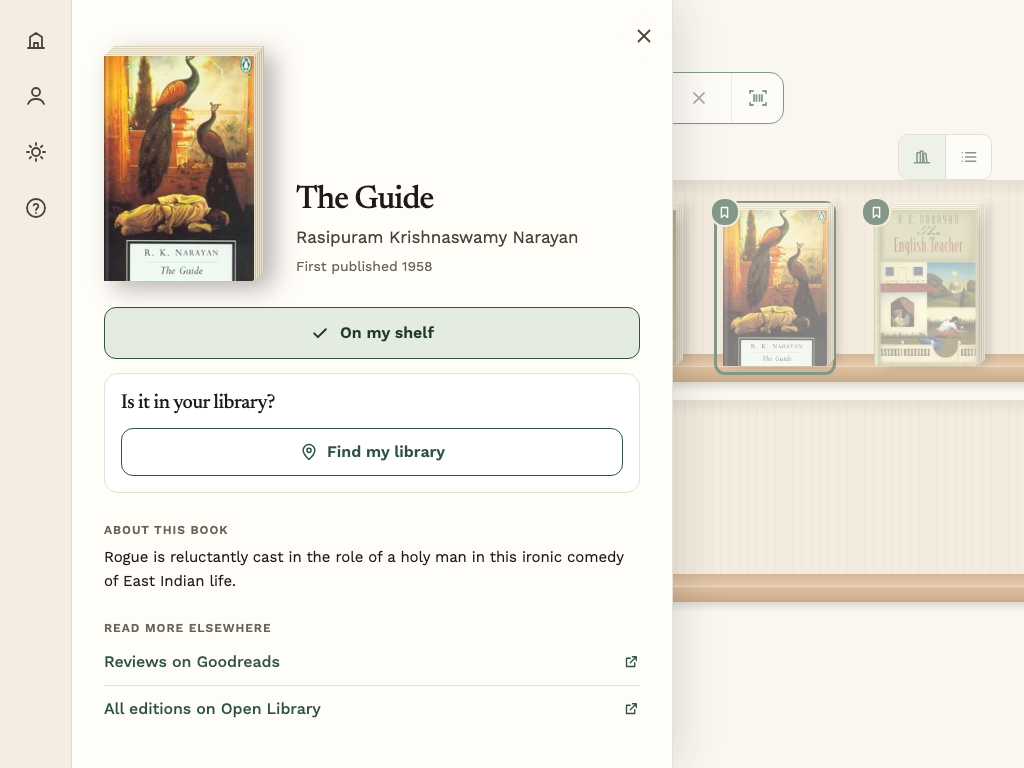 R. K. NARAYAN
The Guide
The Guide
Rasipuram Krishnaswamy Narayan
First published 1958
On my shelf
Is it in your library?
Find my library
ABOUT THIS BOOK
Rogue is reluctantly cast in the role of a holy man in this ironic comedy
of East Indian life.
READ MORE ELSEWHERE
Reviews on Goodreads
All editions on Open Library
R. K. NARAYAN
The Guide
R. K. NARAYAN
The
English Teacher